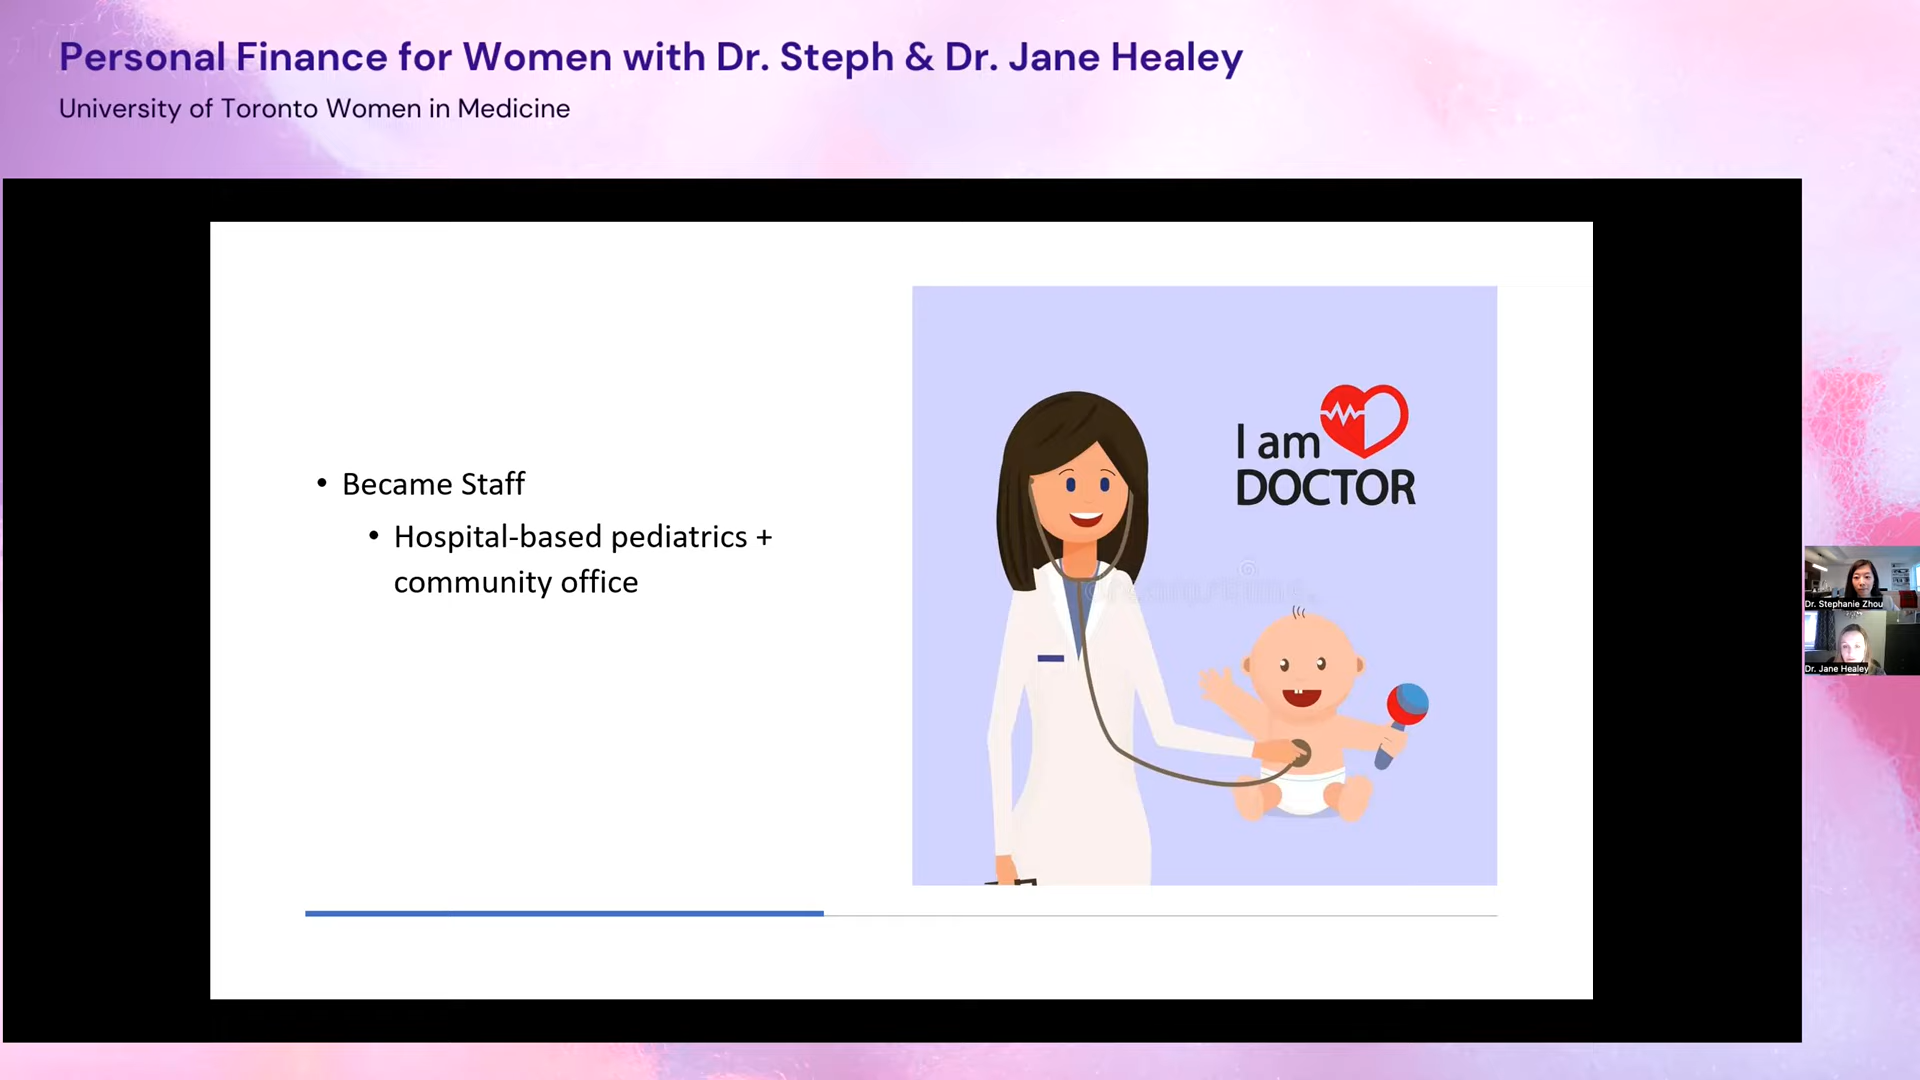 Personal Finance for Women with Dr. Steph & Dr. Jane Healey
University of Toronto Women in Medicine
• Became Staff
• Hospital-based pediatrics +
community office
I am
DOCTOR
dreamstime.
Dr. Stephanie Zhou
Dr. Jane Healey